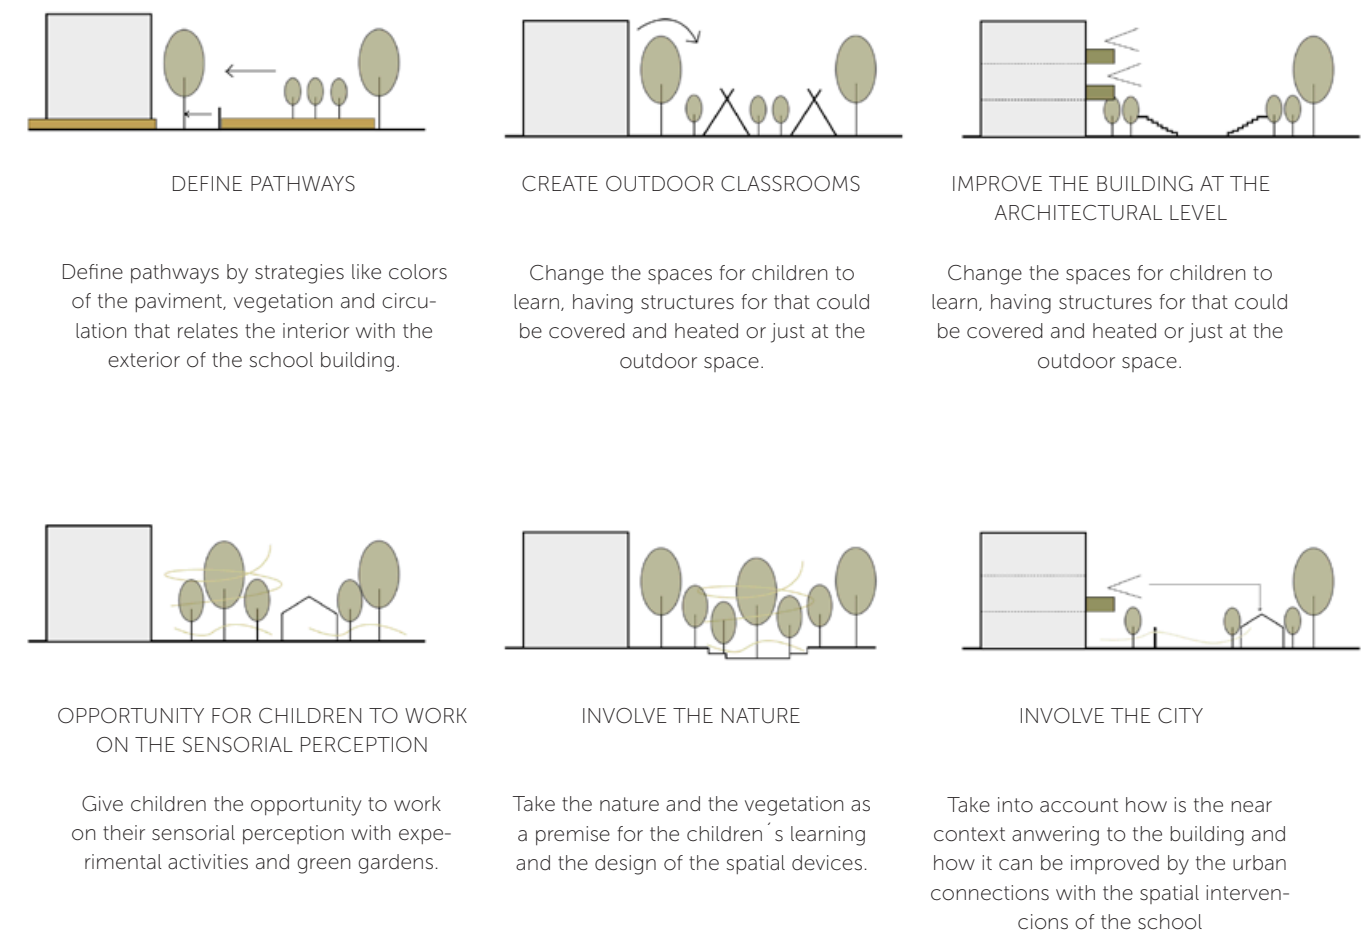 DEFINE PATHWAYS
Define pathways by strategies like colors
of the paviment, vegetation and circu-
lation that relates the interior with the
exterior of the school building.
CREATE OUTDOOR CLASSROOMS
Change the spaces for children to
learn, having structures for that could
be covered and heated or just at the
outdoor space.
IMPROVE THE BUILDING AT THE
ARCHITECTURAL LEVEL
Change the spaces for children to
learn, having structures for that could
be covered and heated or just at the
outdoor space.
OPPORTUNITY FOR CHILDREN TO WORK
ON THE SENSORIAL PERCEPTION
Give children the opportunity to work
on their sensorial perception with expe-
rimental activities and green gardens.
INVOLVE THE NATURE
Take the nature and the vegetation as
a premise for the children´s learning
and the design of the spatial devices.
INVOLVE THE CITY
Take into account how is the near
context anwering to the building and
how it can be improved by the urban
connections with the spatial interven-
cions of the school